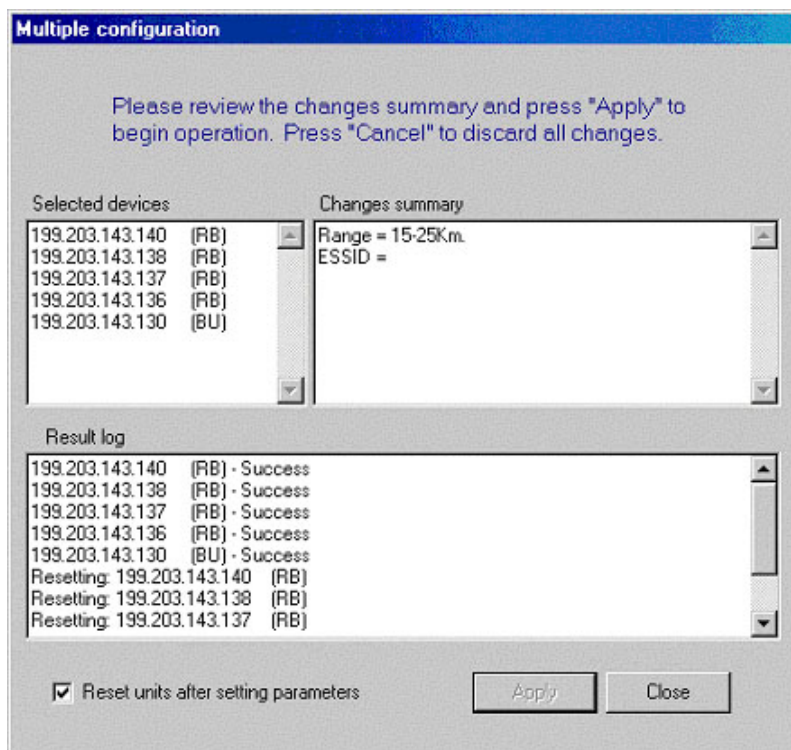 Multiple configuration
Please review the changes summary and press "Apply" to
begin operation. Press "Cancel" to discard all changes.
Selected devices
199.203.143.140 (RB)
199.203.143.138 (RB)
199.203.143.137 (RB)
199.203.143.136 (RB)
199.203.143.130 (BU)
Changes summary
Range = 15-25Km.
ESSID =
Result log
199.203.143.140 (RB) - Success
199.203.143.138 (RB) - Success
199.203.143.137 (RB) - Success
199.203.143.136 (RB) - Success
199.203.143.130 (BU) - Success
Resetting: 199.203.143.140 (RB)
Resetting: 199.203.143.138 (RB)
Resetting: 199.203.143.137 (RB)
Reset units after setting parameters
Apply
Close